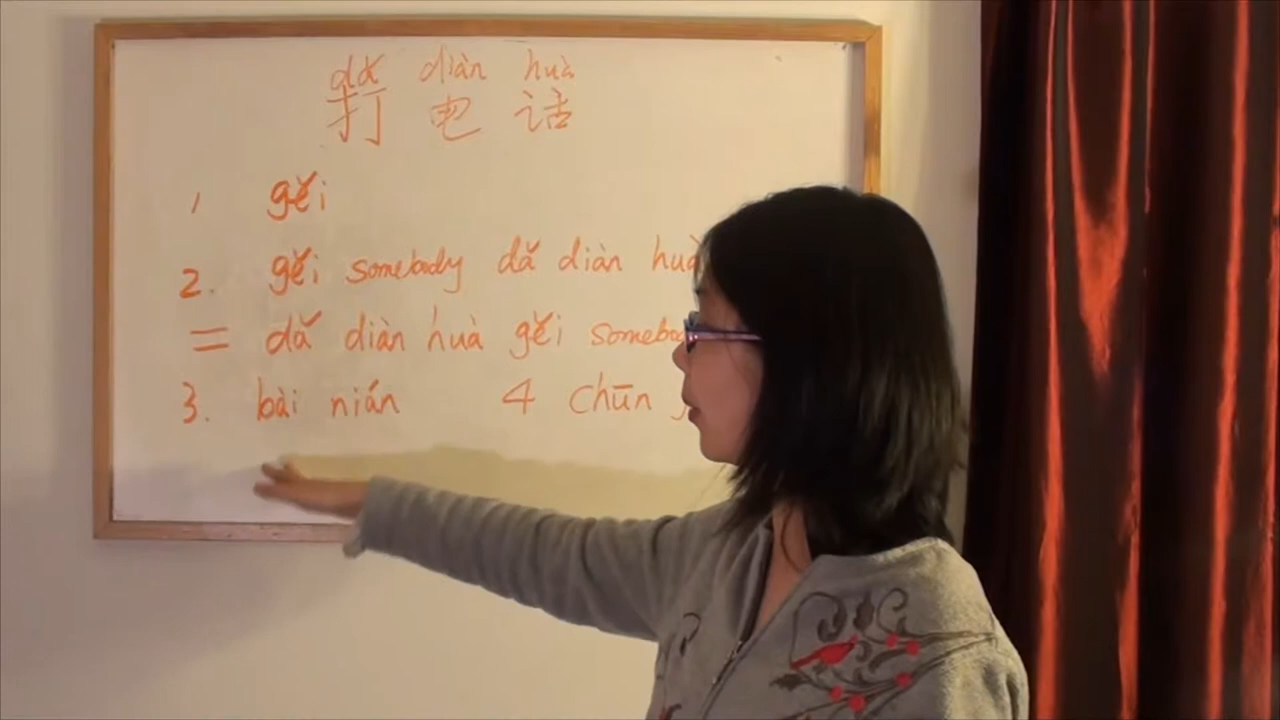 dǎ diàn huà
打 电 话
1 gěi
2. gěi somebody dǎ diàn huà
= dǎ diàn huà gěi
3. bài nián 4 chūn